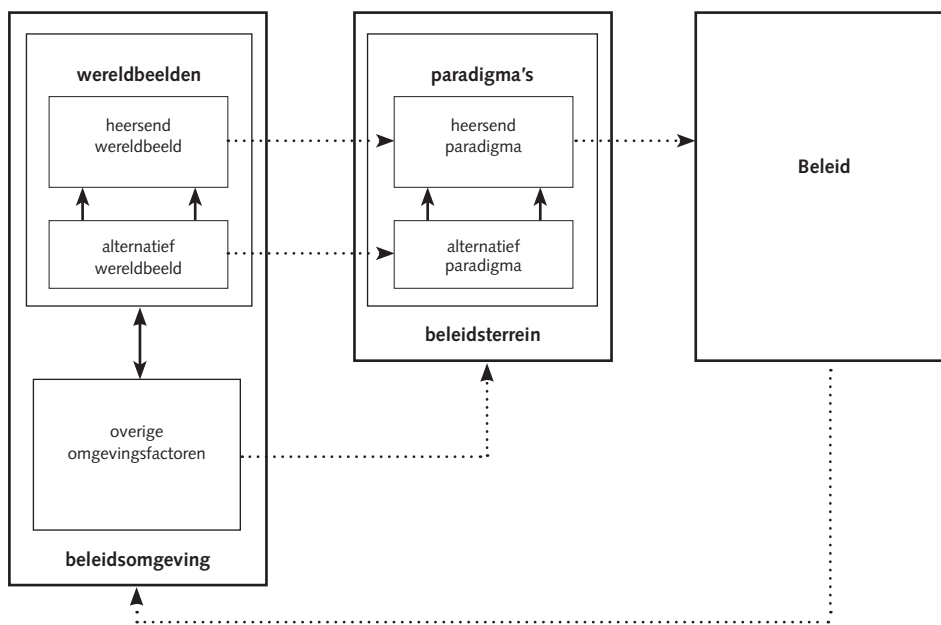 wereldbeelden
heersend
wereldbeeld
alternatief
wereldbeeld
overige
omgevingsfactoren
beleidsomgeving
paradigma's
heersend
paradigma
alternatief
paradigma
beleidsterrein
Beleid